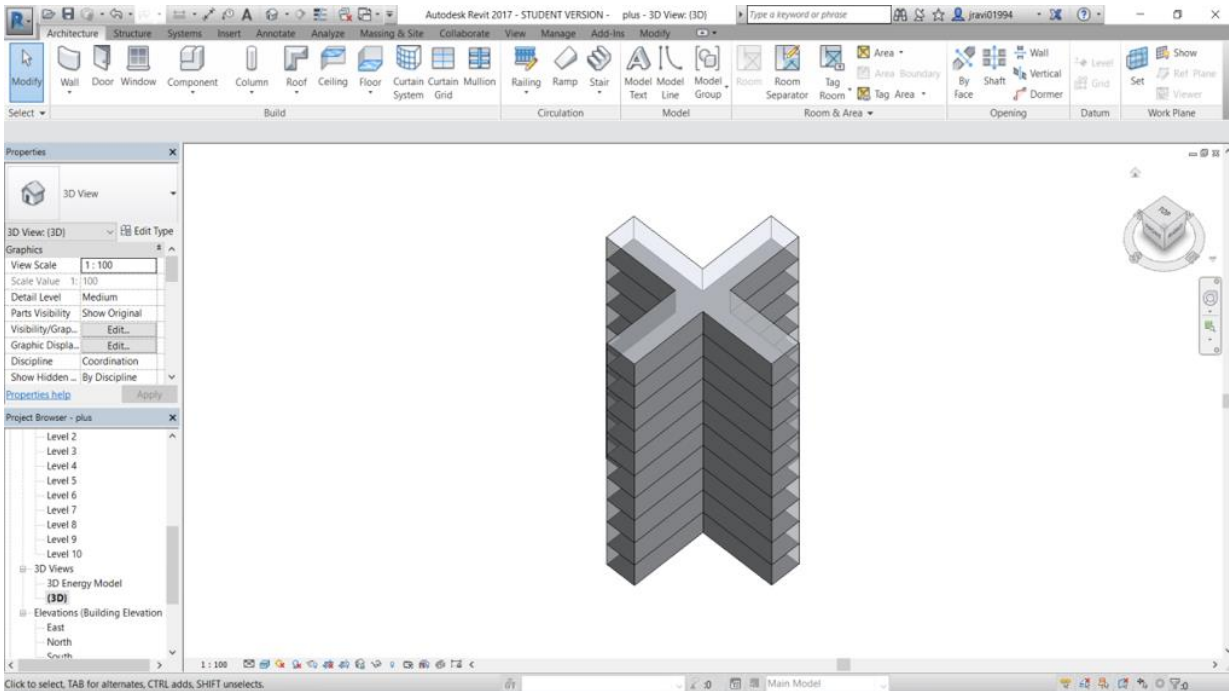 Autodesk Revit 2017 - STUDENT VERSION - plus - 3D View: {3D}
Type a keyword or phrase
jravi01994
Architecture Structure Systems Insert Annotate Analyze Massing & Site Collaborate View Manage Add-Ins Modify
Modify Wall Door Window Component Column Roof Ceiling Floor Curtain System Curtain Grid Mullion Railing Ramp Stair Model Text Model Line Model Group Room Room Separator Tag Room
Area
Area Boundary
Tag Area
By Face Shaft
Wall
Vertical
Dormer
Level
Grid
Set
Show
Ref Plane
Viewer
Select Build Circulation Model Room & Area Opening Datum Work Plane
Properties
3D View
3D View: {3D} Edit Type
Graphics
View Scale 1 : 100
Scale Value 1: 100
Detail Level Medium
Parts Visibility Show Original
Visibility/Grap... Edit...
Graphic Displa... Edit...
Discipline Coordination
Show Hidden ... By Discipline
Properties help Apply
Project Browser - plus
Level 2
Level 3
Level 4
Level 5
Level 6
Level 7
Level 8
Level 9
Level 10
3D Views
3D Energy Model
{3D}
Elevations (Building Elevation
East
North
South
TOP
1 : 100
Click to select, TAB for alternates, CTRL adds, SHIFT unselects.
:0
Main Model
:0